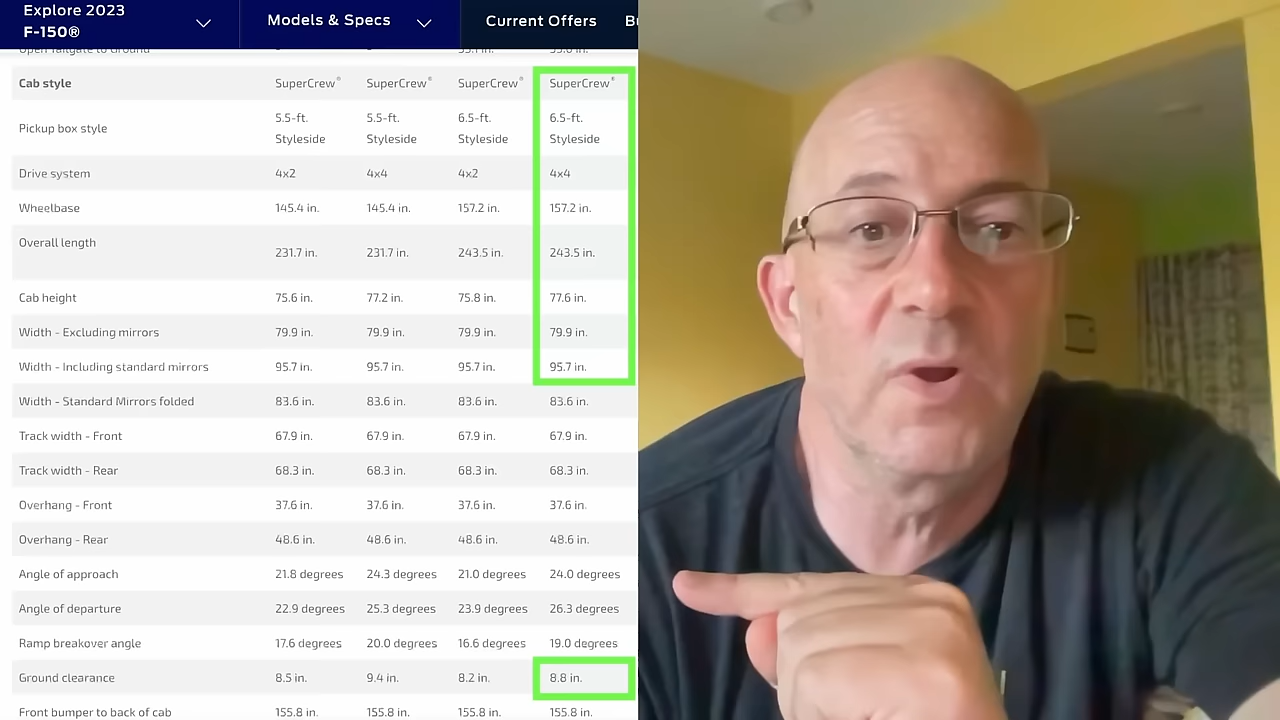 Explore 2023
F-150®
Models & Specs
Current Offers
Open Tailgate to Ground
Cab style SuperCrew® SuperCrew® SuperCrew® SuperCrew®
Pickup box style 5.5-ft. Styleside 5.5-ft. Styleside 6.5-ft. Styleside 6.5-ft. Styleside
Drive system 4x2 4x4 4x2 4x4
Wheelbase 145.4 in. 145.4 in. 157.2 in. 157.2 in.
Overall length 231.7 in. 231.7 in. 243.5 in. 243.5 in.
Cab height 75.6 in. 77.2 in. 75.8 in. 77.6 in.
Width - Excluding mirrors 79.9 in. 79.9 in. 79.9 in. 79.9 in.
Width - Including standard mirrors 95.7 in. 95.7 in. 95.7 in. 95.7 in.
Width - Standard Mirrors folded 83.6 in. 83.6 in. 83.6 in. 83.6 in.
Track width - Front 67.9 in. 67.9 in. 67.9 in. 67.9 in.
Track width - Rear 68.3 in. 68.3 in. 68.3 in. 68.3 in.
Overhang - Front 37.6 in. 37.6 in. 37.6 in. 37.6 in.
Overhang - Rear 48.6 in. 48.6 in. 48.6 in. 48.6 in.
Angle of approach 21.8 degrees 24.3 degrees 21.0 degrees 24.0 degrees
Angle of departure 22.9 degrees 25.3 degrees 23.9 degrees 26.3 degrees
Ramp breakover angle 17.6 degrees 20.0 degrees 16.6 degrees 19.0 degrees
Ground clearance 8.5 in. 9.4 in. 8.2 in. 8.8 in.
Front bumper to back of cab 155.8 in. 155.8 in. 155.8 in. 155.8 in.